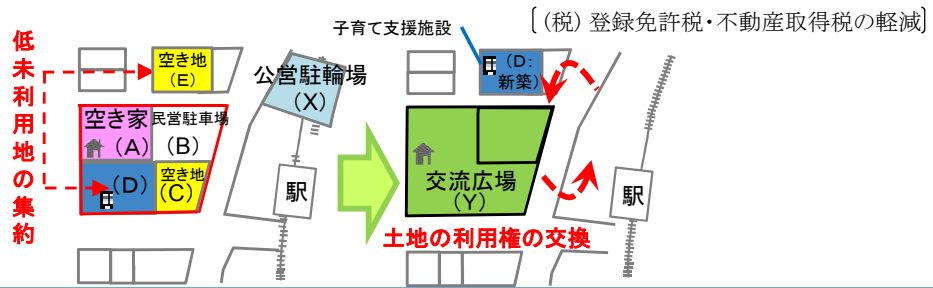 〔(税)登録免許税・不動産取得税の軽減〕
子育て支援施設
低未利用地の集約
空き地
(E)
公営駐輪場
(X)
空き家
(A)
民営駐車場
(B)
(D)
空き地
(C)
駅
(D:
新築)
交流広場
(Y)
駅
土地の利用権の交換